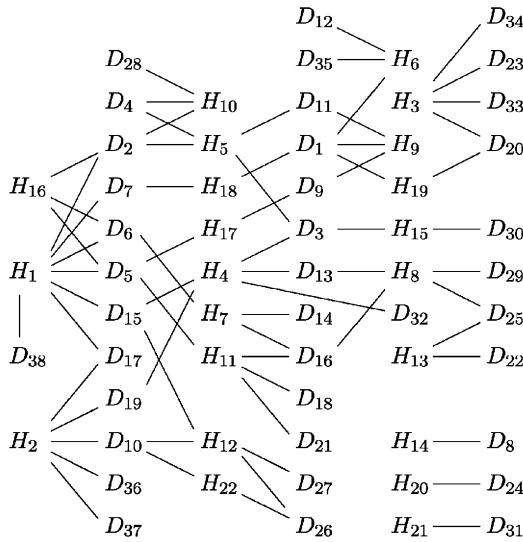 D₁₂ D₃₄
D₂₈ D₃₅ H₆ D₂₃
D₄ H₁₀ D₁₁ H₃ D₃₃
D₂ H₅ D₁ H₉ D₂₀
H₁₆ D₇ H₁₈ D₉ H₁₉
D₆ H₁₇ D₃ H₁₅ D₃₀
H₁ D₅ H₄ D₁₃ H₈ D₂₉
D₁₅ H₇ D₁₄ D₃₂ D₂₅
D₃₈ D₁₇ H₁₁ D₁₆ H₁₃ D₂₂
D₁₉ D₁₈
H₂ D₁₀ H₁₂ D₂₁ H₁₄ D₈
D₃₆ H₂₂ D₂₇ H₂₀ D₂₄
D₃₇ D₂₆ H₂₁ D₃₁